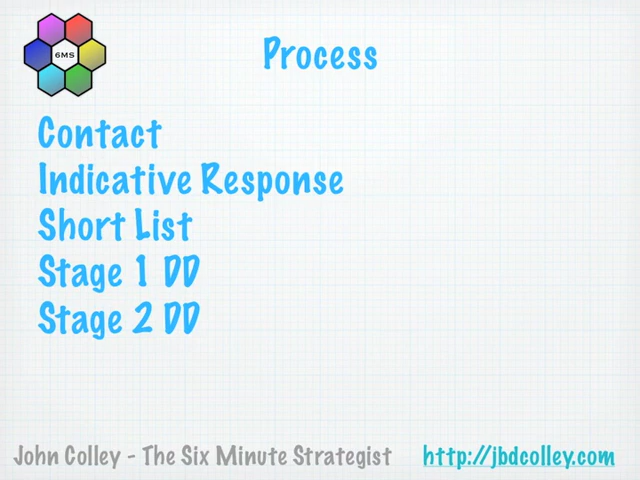 6MS
Process
Contact
Indicative Response
Short List
Stage 1 DD
Stage 2 DD
John Colley - The Six Minute Strategist http://jbdcolley.com